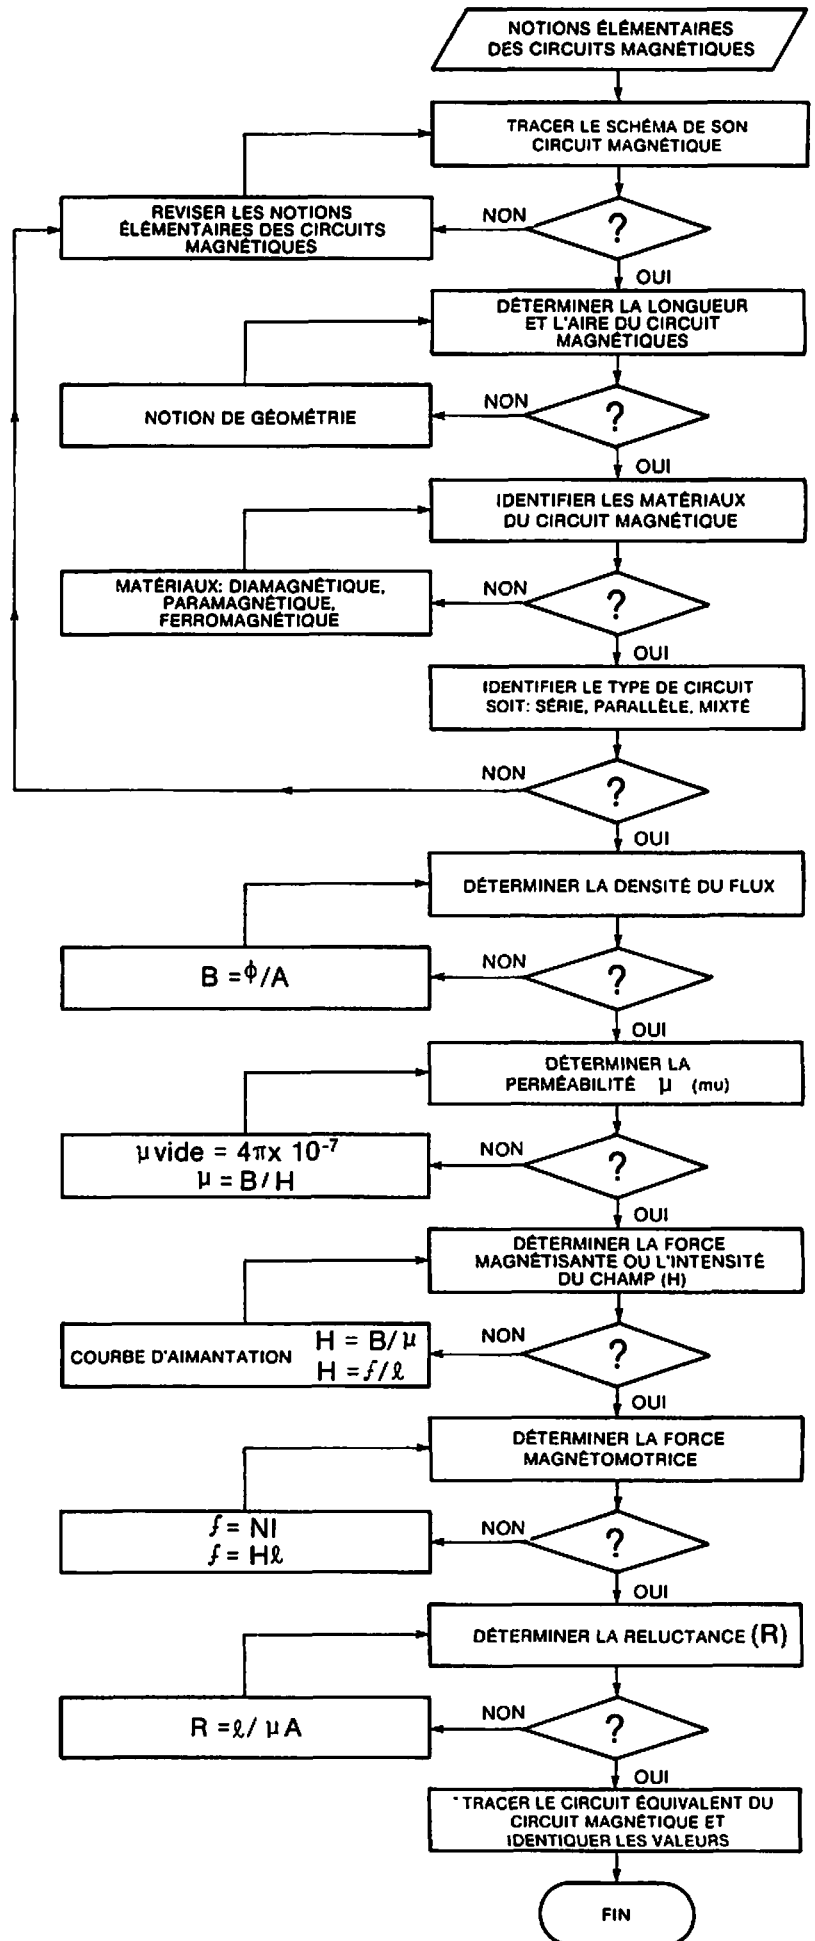 NOTIONS ÉLÉMENTAIRES
DES CIRCUITS MAGNÉTIQUES
TRACER LE SCHÉMA DE SON
CIRCUIT MAGNÉTIQUE
NON
?
REVISER LES NOTIONS
ÉLÉMENTAIRES DES CIRCUITS
MAGNÉTIQUES
OUI
DÉTERMINER LA LONGUEUR
ET L'AIRE DU CIRCUIT
MAGNÉTIQUES
NON
?
NOTION DE GÉOMÉTRIE
OUI
IDENTIFIER LES MATÉRIAUX
DU CIRCUIT MAGNÉTIQUE
NON
?
MATÉRIAUX: DIAMAGNÉTIQUE,
PARAMAGNÉTIQUE,
FERROMAGNÉTIQUE
OUI
IDENTIFIER LE TYPE DE CIRCUIT
SOIT: SÉRIE, PARALLÈLE, MIXTÉ
NON
?
OUI
DÉTERMINER LA DENSITÉ DU FLUX
NON
?
B = ϕ/A
OUI
DÉTERMINER LA
PERMÉABILITÉ μ (mu)
NON
?
μ vide = 4πx 10⁻⁷
μ = B/H
OUI
DÉTERMINER LA FORCE
MAGNÉTISANTE OU L'INTENSITÉ
DU CHAMP (H)
NON
?
COURBE D'AIMANTATION H = B/μ
H = f/ℓ
OUI
DÉTERMINER LA FORCE
MAGNÉTOMOTRICE
NON
?
f = NI
f = Hℓ
OUI
DÉTERMINER LA RELUCTANCE (R)
NON
?
R = ℓ/ μA
OUI
* TRACER LE CIRCUIT ÉQUIVALENT DU
CIRCUIT MAGNÉTIQUE ET
IDENTIQUER LES VALEURS
FIN